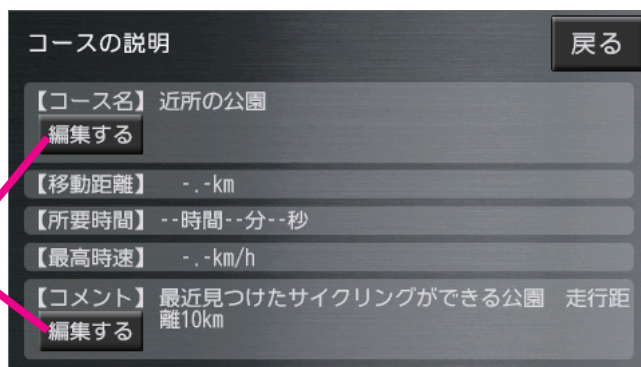 コースの説明
戻る
【コース名】 近所の公園
編集する
【移動距離】 -.-km
【所要時間】 --時間--分--秒
【最高時速】 -.-km/h
【コメント】 最近見つけたサイクリングができる公園　走行距
離10km
編集する